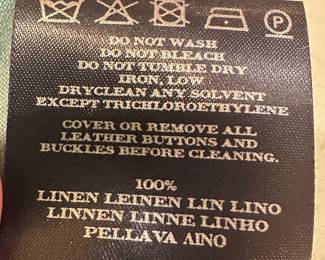 P
DO NOT WASH
DO NOT BLEACH
DO NOT TUMBLE DRY
IRON, LOW
DRYCLEAN ANY SOLVENT
EXCEPT TRICHLOROETHYLENE
COVER OR REMOVE ALL
LEATHER BUTTONS AND
BUCKLES BEFORE CLEANING.
100%
LINEN LEINEN LIN LINO
LINNEN LINNE LINHO
PELLAVA ΛΙΝΟ